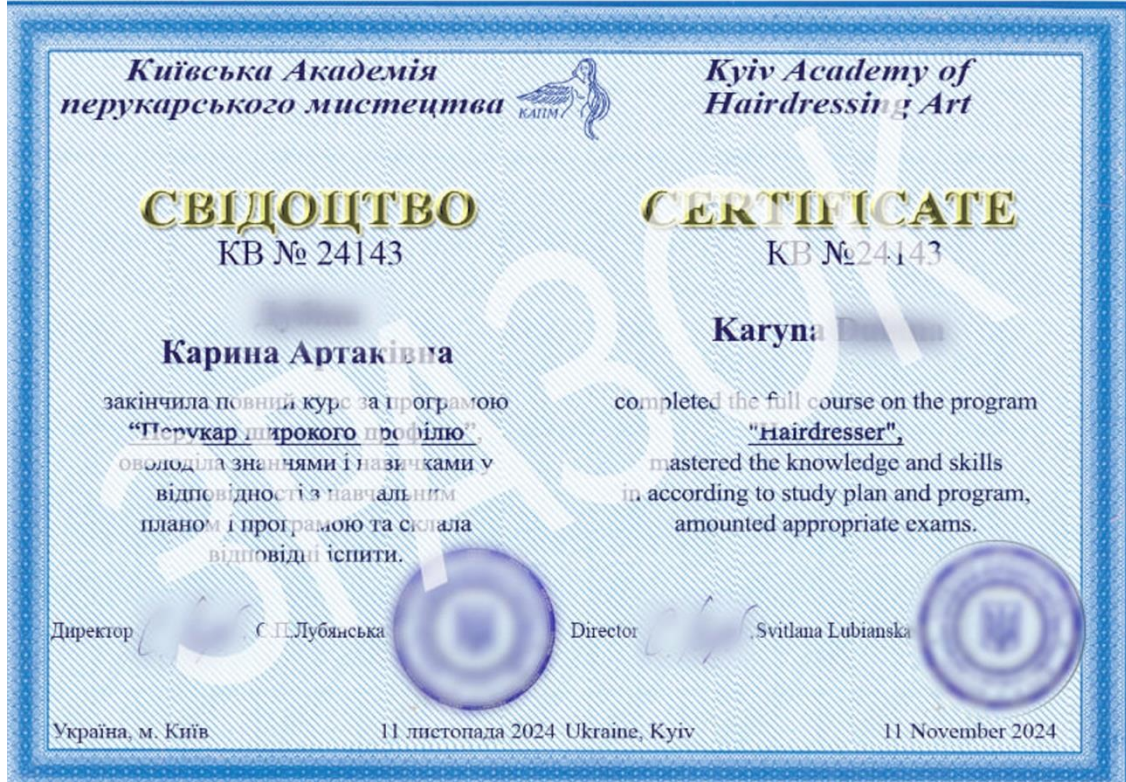 Київська Академія
перукарського мистецтва
КАПМ
СВІДОЦТВО
КВ № 24143
Карина Артаківна
закінчила повний курс за програмою
“Перукар широкого профілю”,
оволоділа знаннями і навичками у
відповідності з навчальним
планом і програмою та склала
відповідні іспити.
Директор С.П.Лубянська
Україна, м. Київ 11 листопада 2024
Kyiv Academy of
Hairdressing Art
CERTIFICATE
КВ №24143
Karyna
completed the full course on the program
"Hairdresser",
mastered the knowledge and skills
in according to study plan and program,
amounted appropriate exams.
Director Svitlana Lubianska
Ukraine, Kyiv 11 November 2024
ЗРАЗОК